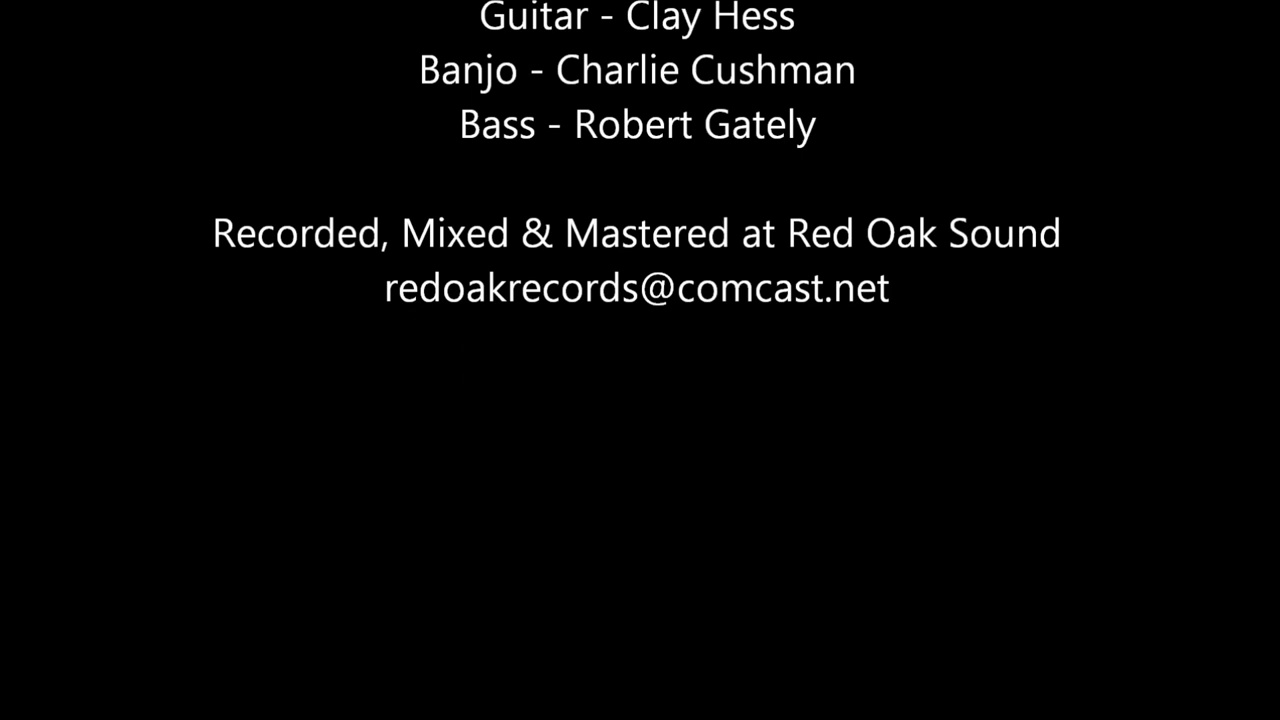 Guitar - Clay Hess
Banjo - Charlie Cushman
Bass - Robert Gately
Recorded, Mixed & Mastered at Red Oak Sound
redoakrecords@comcast.net